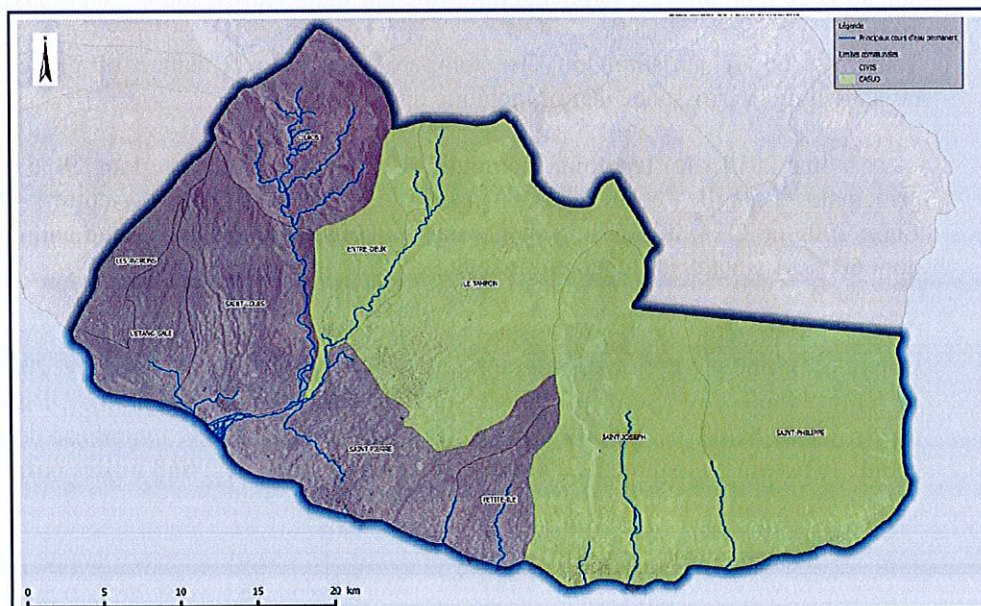 Légende
Principaux cours d'eau permanent
Limites communales
CIVIS
CASUD
CILAOS
ENTRE-DEUX
LES AVIRONS
LE TAMPON
SAINT-LOUIS
L'ETANG-SALE
SAINT-JOSEPH
SAINT-PHILIPPE
SAINT-PIERRE
PETITE-ILE
0 5 10 15 20 km